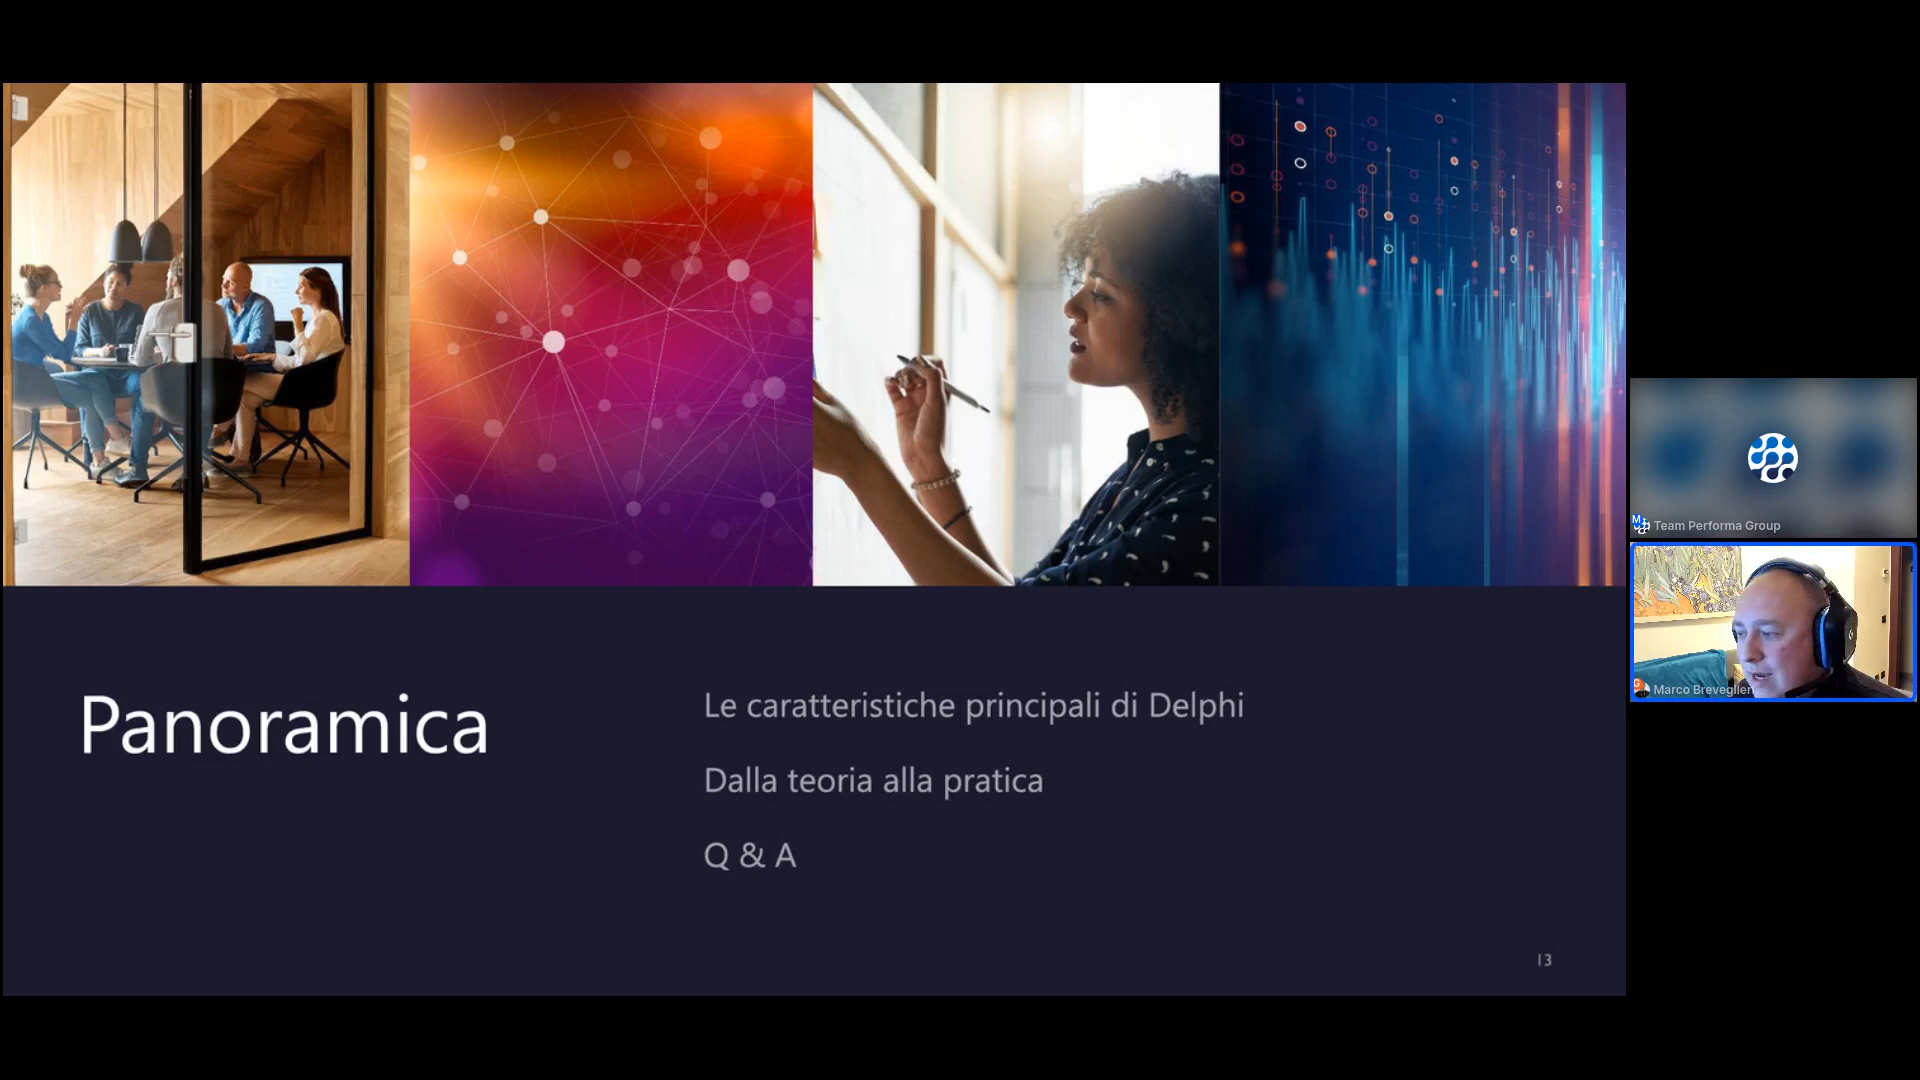 Panoramica
Le caratteristiche principali di Delphi
Dalla teoria alla pratica
Q & A
13
Team Performa Group
Marco Breveglieri